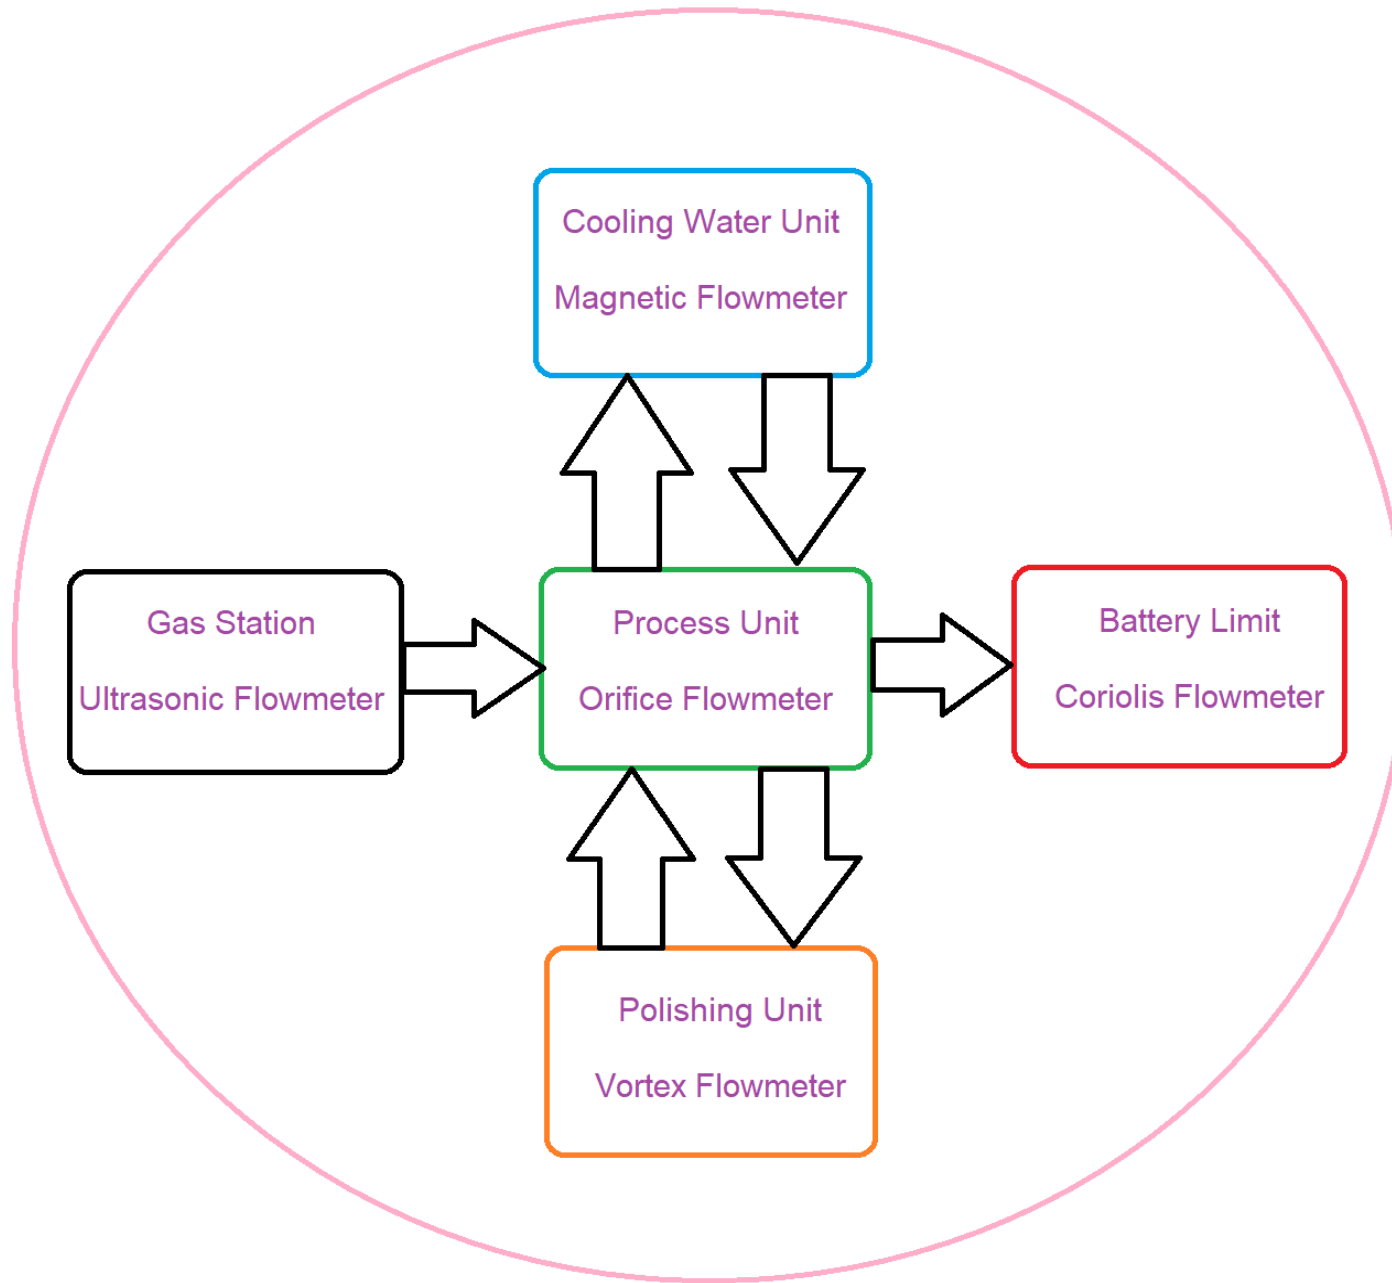 Cooling Water Unit
Magnetic Flowmeter
Gas Station
Ultrasonic Flowmeter
Process Unit
Orifice Flowmeter
Battery Limit
Coriolis Flowmeter
Polishing Unit
Vortex Flowmeter